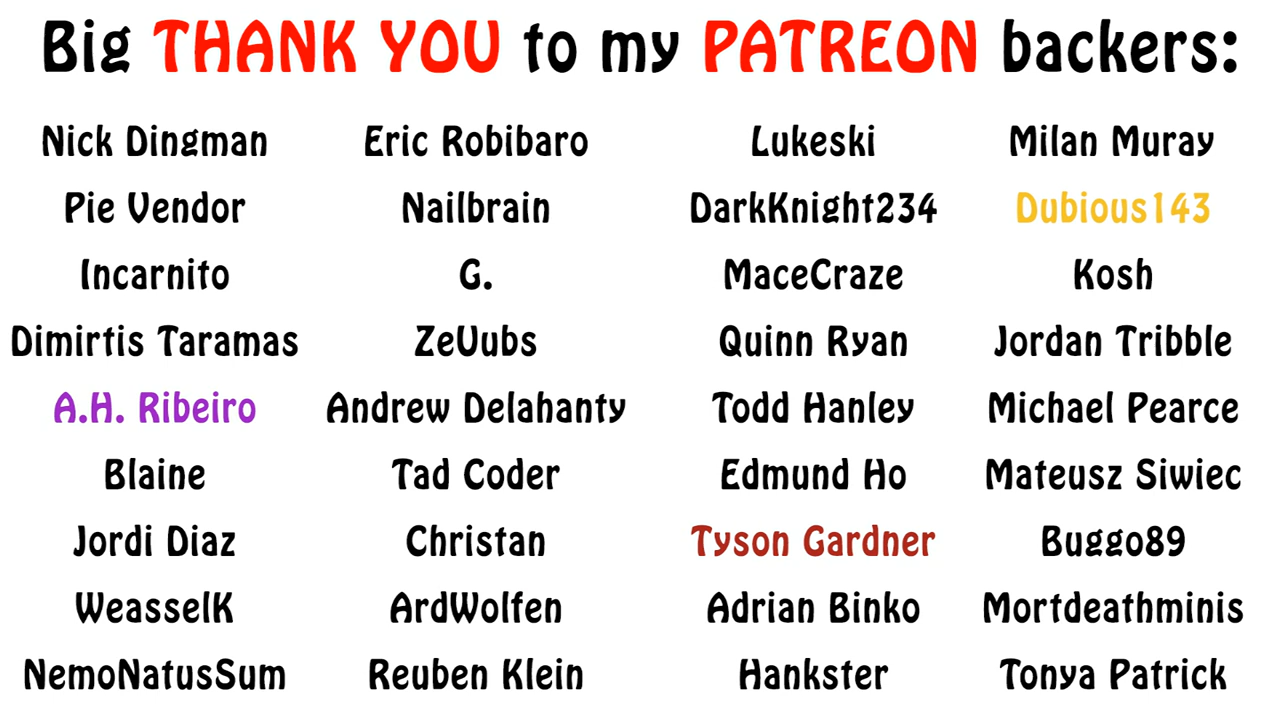 Big THANK YOU to my PATREON backers:
Nick Dingman Eric Robibaro Lukeski Milan Muray
Pie Vendor Nailbrain DarkKnight234 Dubious143
Incarnito G. MaceCraze Kosh
Dimirtis Taramas ZeVubs Quinn Ryan Jordan Tribble
A.H. Ribeiro Andrew Delahanty Todd Hanley Michael Pearce
Blaine Tad Coder Edmund Ho Mateusz Siwiec
Jordi Diaz Christan Tyson Gardner Buggo89
WeasselK ArdWolfen Adrian Binko Mortdeathminis
NemoNatusSum Reuben Klein Hankster Tonya Patrick